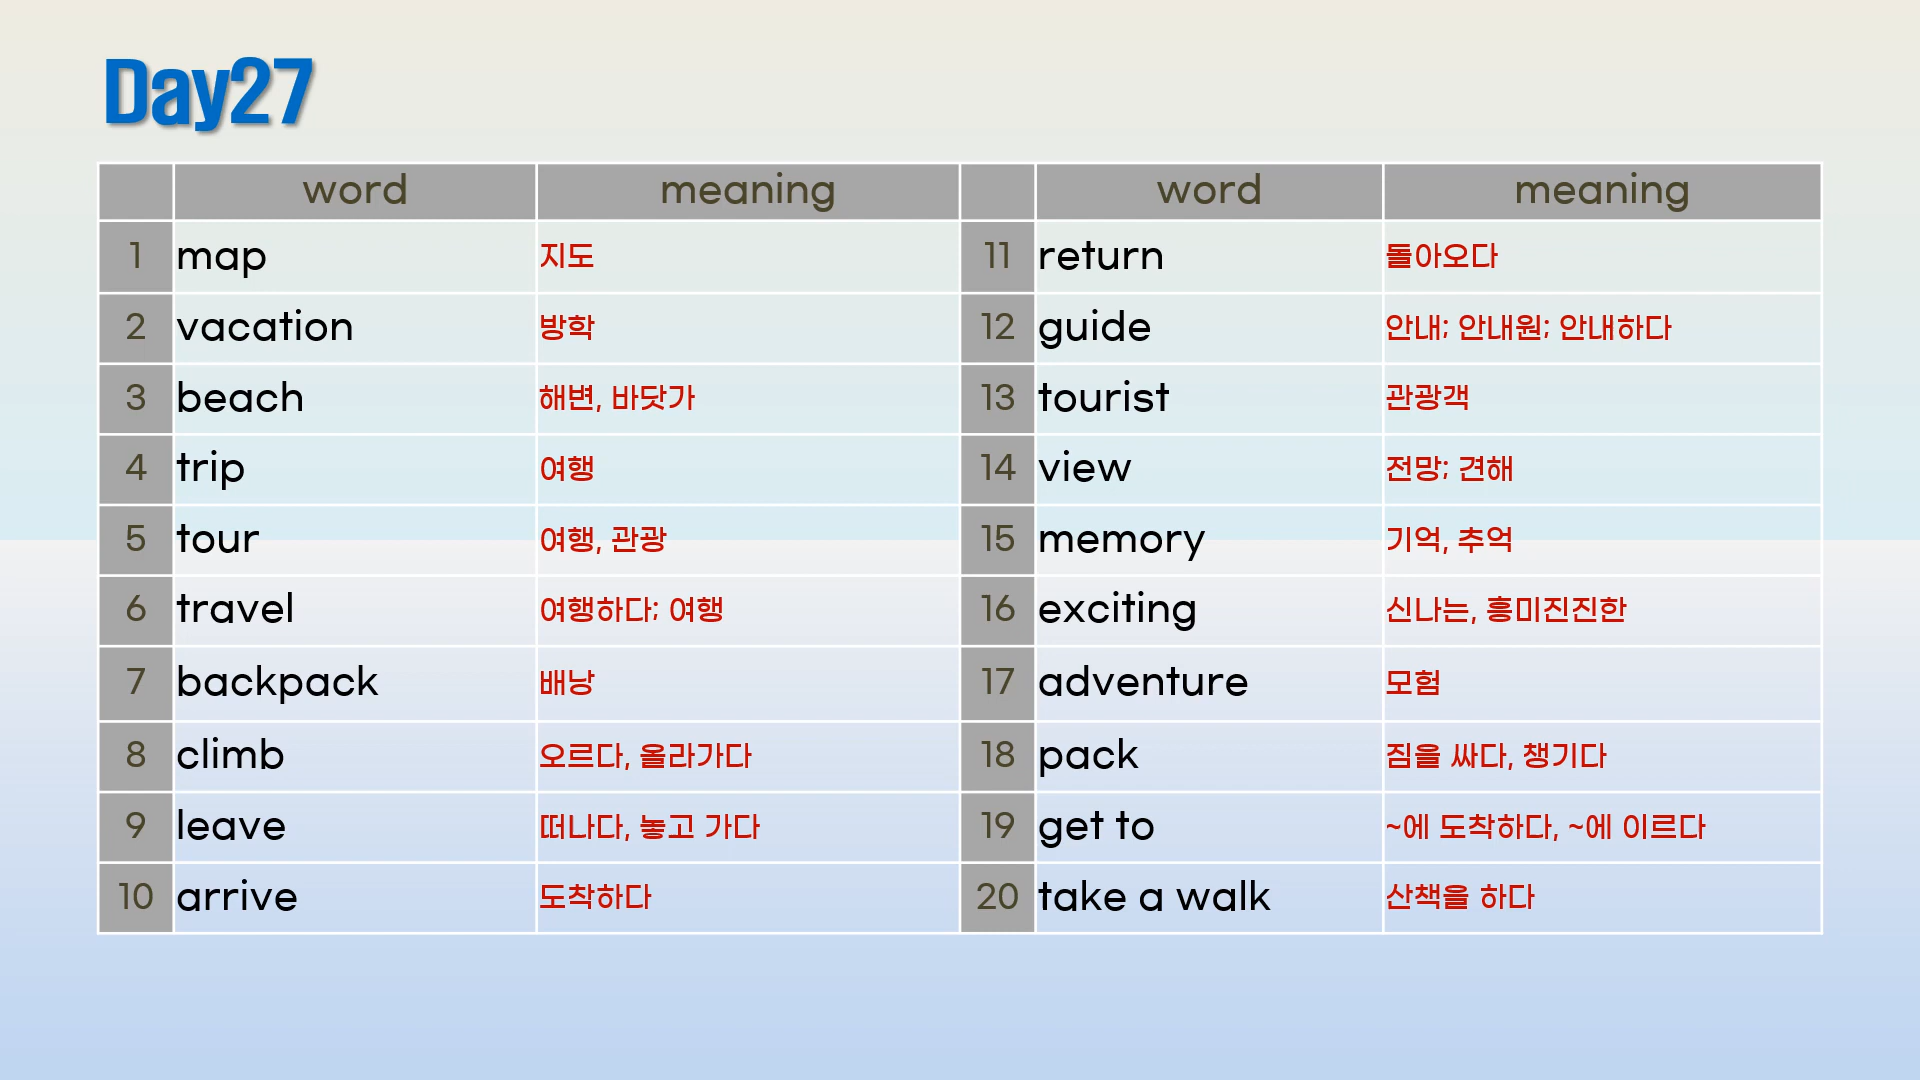 Day27
word meaning word meaning
1 map 지도 11 return 돌아오다
2 vacation 방학 12 guide 안내; 안내원; 안내하다
3 beach 해변, 바닷가 13 tourist 관광객
4 trip 여행 14 view 전망; 견해
5 tour 여행, 관광 15 memory 기억, 추억
6 travel 여행하다; 여행 16 exciting 신나는, 흥미진진한
7 backpack 배낭 17 adventure 모험
8 climb 오르다, 올라가다 18 pack 짐을 싸다, 챙기다
9 leave 떠나다, 놓고 가다 19 get to ~에 도착하다, ~에 이르다
10 arrive 도착하다 20 take a walk 산책을 하다